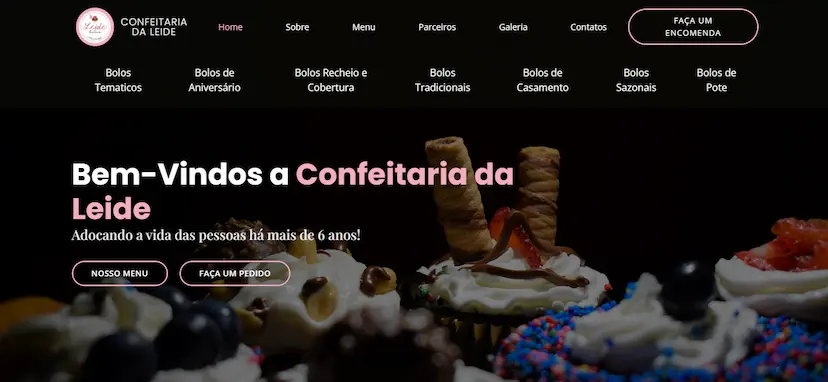 Leide
CONFEITARIA
DA LEIDE
Home
Sobre
Menu
Parceiros
Galeria
Contatos
FAÇA UM
ENCOMENDA
Bolos
Tematicos
Bolos de
Aniversário
Bolos Recheio e
Cobertura
Bolos
Tradicionais
Bolos de
Casamento
Bolos
Sazonais
Bolos de
Pote
Bem-Vindos a Confeitaria da
Leide
Adocando a vida das pessoas há mais de 6 anos!
NOSSO MENU
FAÇA UM PEDIDO